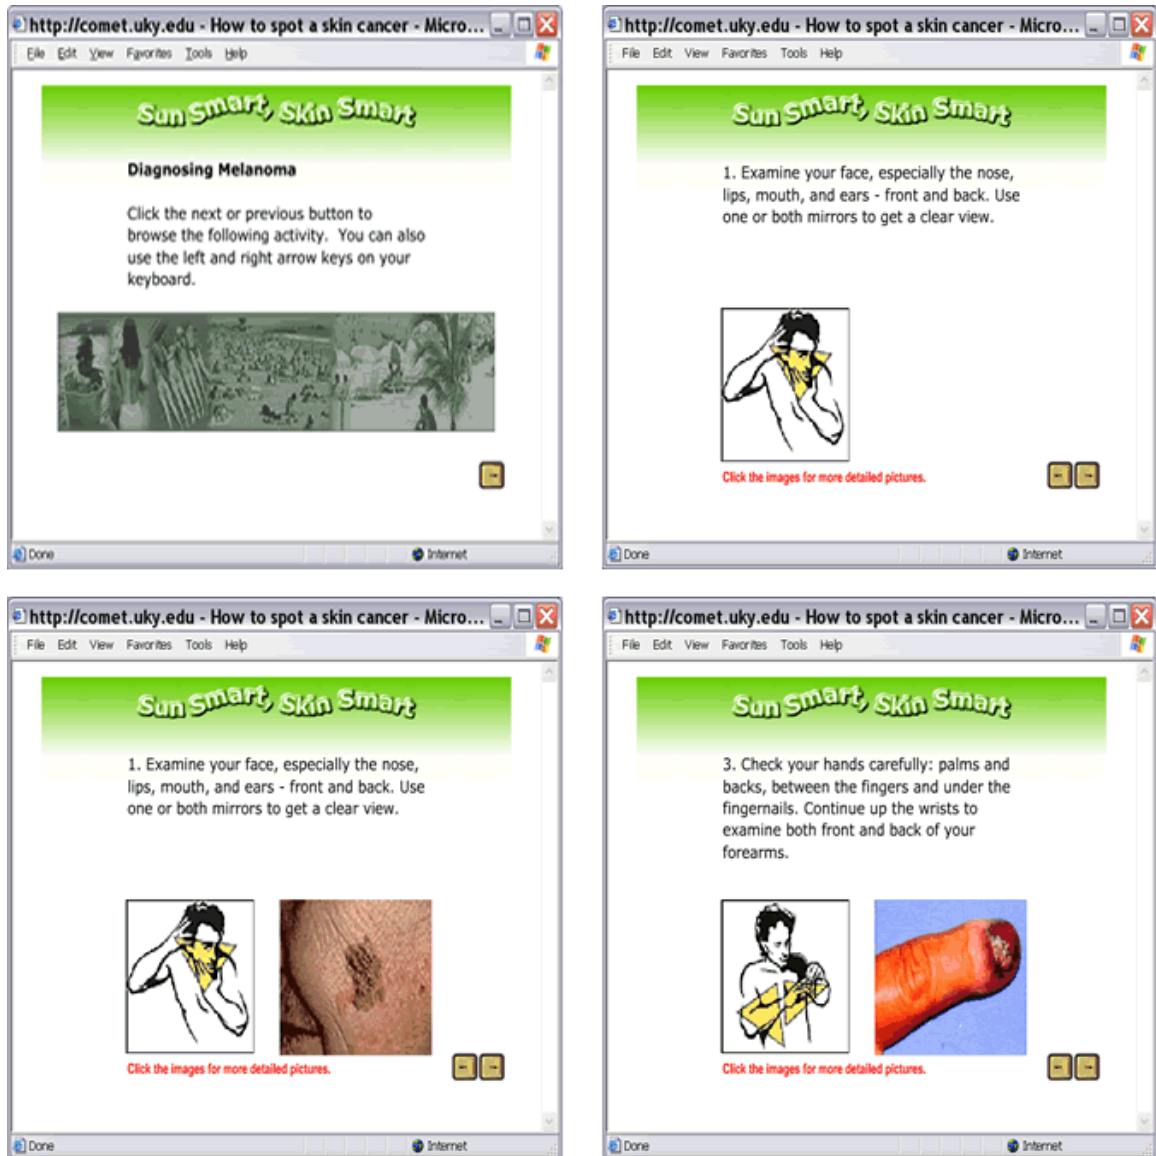 http://comet.uky.edu - How to spot a skin cancer - Micro...
File Edit View Favorites Tools Help
Sun Smart, Skin Smart
Diagnosing Melanoma
Click the next or previous button to
browse the following activity. You can also
use the left and right arrow keys on your
keyboard.
Done
Internet
http://comet.uky.edu - How to spot a skin cancer - Micro...
File Edit View Favorites Tools Help
Sun Smart, Skin Smart
1. Examine your face, especially the nose,
lips, mouth, and ears - front and back. Use
one or both mirrors to get a clear view.
Click the images for more detailed pictures.
Done
Internet
http://comet.uky.edu - How to spot a skin cancer - Micro...
File Edit View Favorites Tools Help
Sun Smart, Skin Smart
1. Examine your face, especially the nose,
lips, mouth, and ears - front and back. Use
one or both mirrors to get a clear view.
Click the images for more detailed pictures.
Done
Internet
http://comet.uky.edu - How to spot a skin cancer - Micro...
File Edit View Favorites Tools Help
Sun Smart, Skin Smart
3. Check your hands carefully: palms and
backs, between the fingers and under the
fingernails. Continue up the wrists to
examine both front and back of your
forearms.
Click the images for more detailed pictures.
Done
Internet